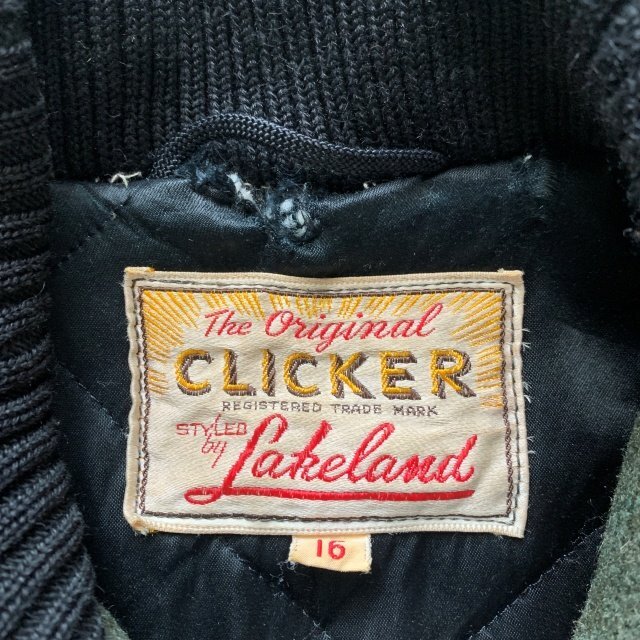 The Original
CLICKER
REGISTERED TRADE MARK
STYLED by Lakeland
16